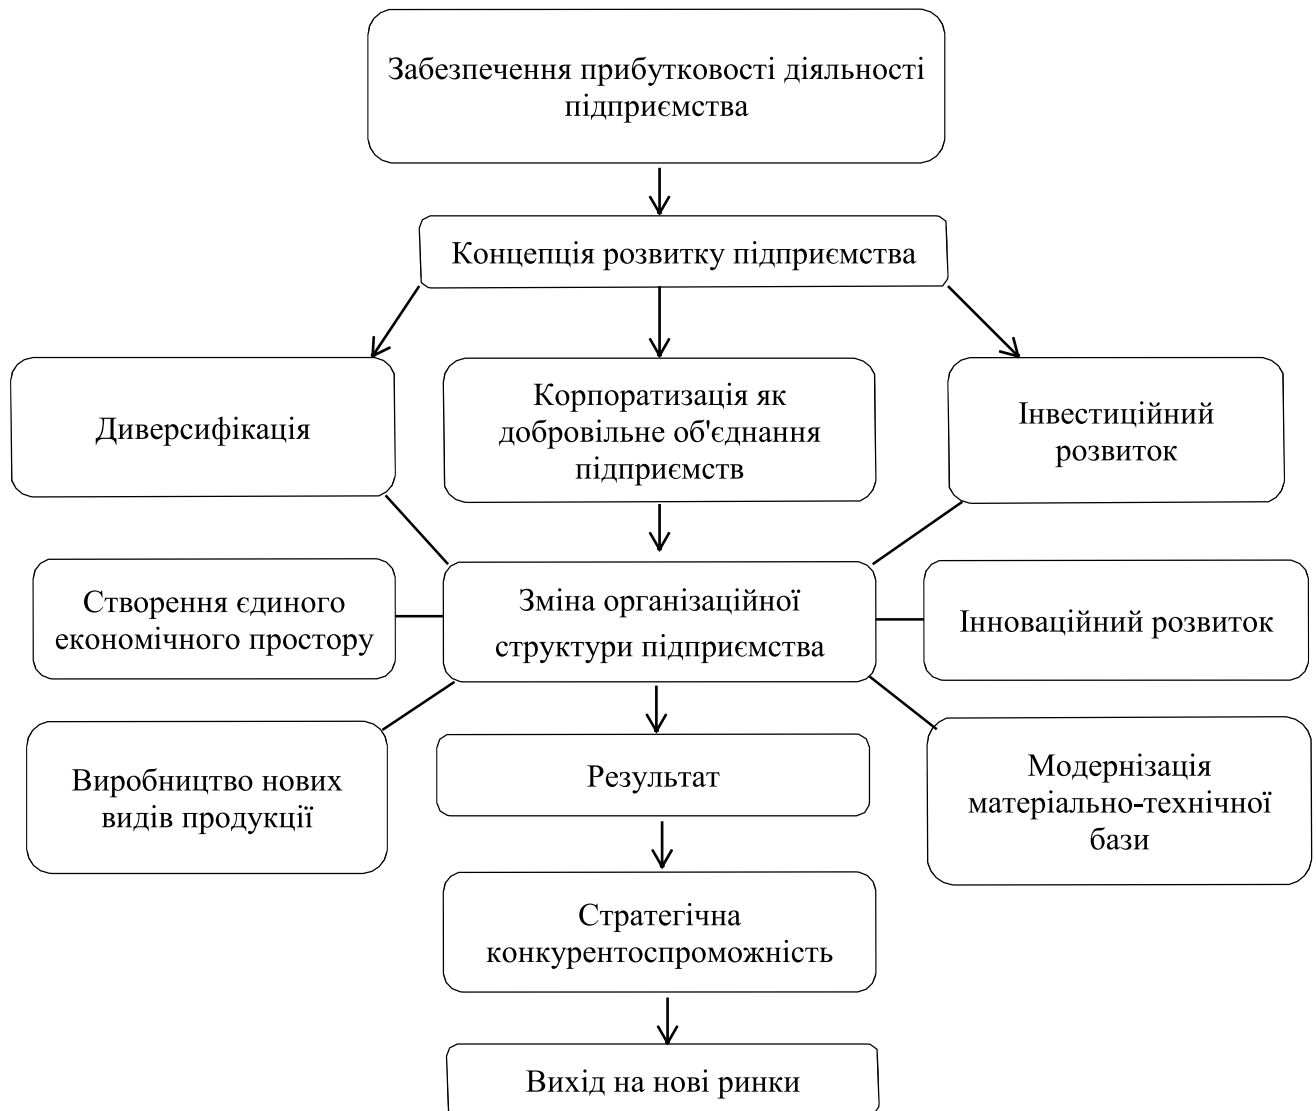 Забезпечення прибутковості діяльності
підприємства
Концепція розвитку підприємства
Диверсифікація
Корпоратизація як
добровільне об'єднання
підприємств
Інвестиційний
розвиток
Створення єдиного
економічного простору
Зміна організаційної
структури підприємства
Інноваційний розвиток
Виробництво нових
видів продукції
Результат
Модернізація
матеріально-технічної
бази
Стратегічна
конкурентоспроможність
Вихід на нові ринки